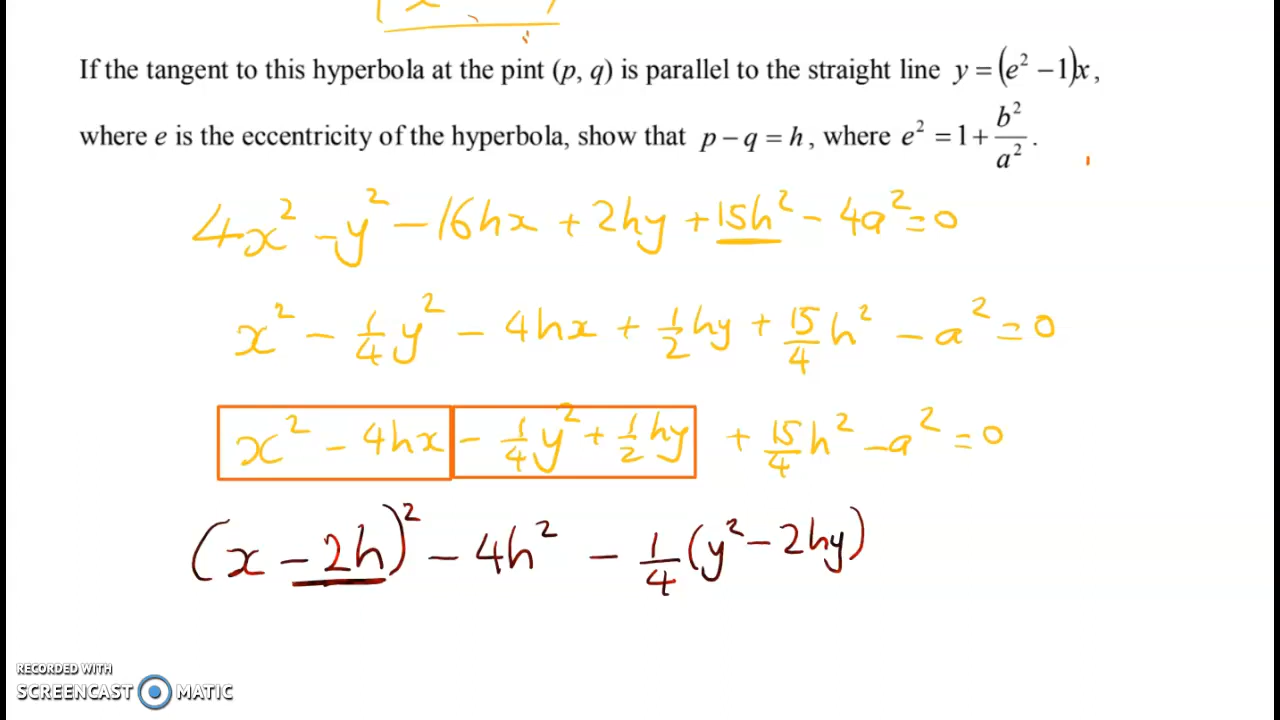 If the tangent to this hyperbola at the pint (p, q) is parallel to the straight line y = (e² − 1)x,
where e is the eccentricity of the hyperbola, show that p − q = h, where e² = 1 + b²/a².
4x² − y² − 16hx + 2hy + 15h² − 4a² = 0
x² − 1/4 y² − 4hx + 1/2 hy + 15/4 h² − a² = 0
x² − 4hx − 1/4 y² + 1/2 hy + 15/4 h² − a² = 0
(x − 2h)² − 4h² − 1/4 (y² − 2hy)
RECORDED WITH
SCREENCAST MATIC